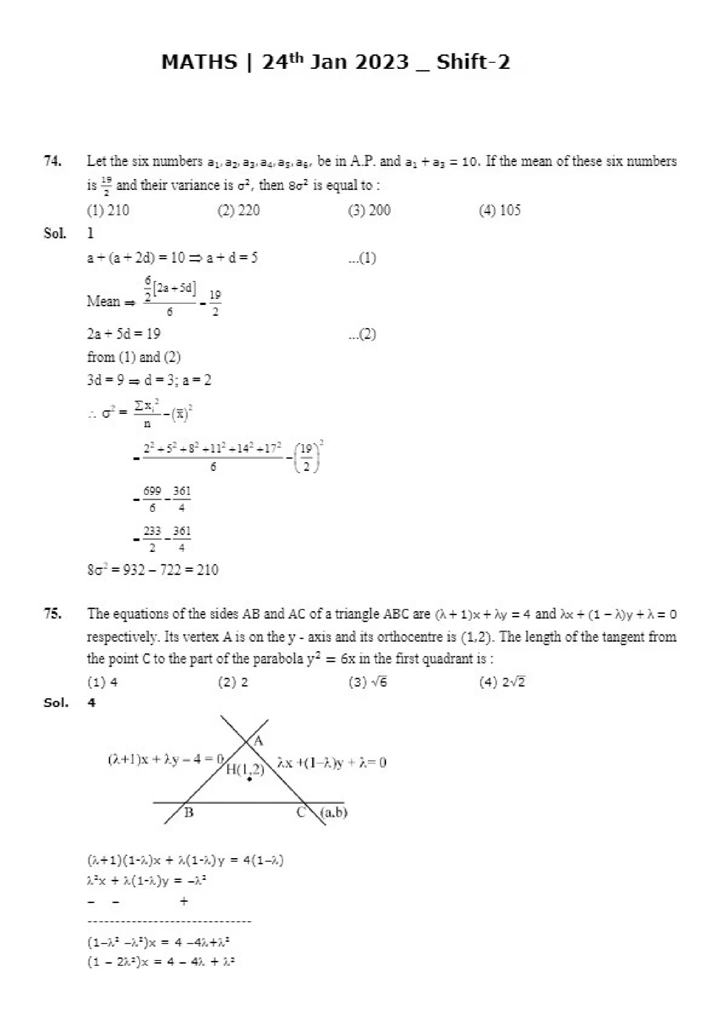 MATHS | 24th Jan 2023 _ Shift-2
74. Let the six numbers a₁, a₂, a₃, a₄, a₅, a₆, be in A.P. and a₁ + a₃ = 10. If the mean of these six numbers
is 19/2 and their variance is σ², then 8σ² is equal to :
(1) 210 (2) 220 (3) 200 (4) 105
Sol. 1
a + (a + 2d) = 10 ⇒ a + d = 5 ...(1)
Mean ⇒ 6/2[2a + 5d]/6 = 19/2
2a + 5d = 19 ...(2)
from (1) and (2)
3d = 9 ⇒ d = 3; a = 2
∴ σ² = Σxᵢ²/n − (x̄)²
= (2² + 5² + 8² + 11² + 14² + 17²)/6 − (19/2)²
= 699/6 − 361/4
= 233/2 − 361/4
8σ² = 932 − 722 = 210
75. The equations of the sides AB and AC of a triangle ABC are (λ + 1)x + λy = 4 and λx + (1 − λ)y + λ = 0
respectively. Its vertex A is on the y - axis and its orthocentre is (1,2). The length of the tangent from
the point C to the part of the parabola y² = 6x in the first quadrant is :
(1) 4 (2) 2 (3) √6 (4) 2√2
Sol. 4
A
(λ+1)x + λy − 4 = 0 H(1,2) λx +(1−λ)y + λ= 0
B C (a,b)
(λ+1)(1-λ)x + λ(1-λ)y = 4(1−λ)
λ²x + λ(1-λ)y = −λ²
− − +
------------------------------
(1−λ² −λ²)x = 4 −4λ+λ²
(1 − 2λ²)x = 4 − 4λ + λ²